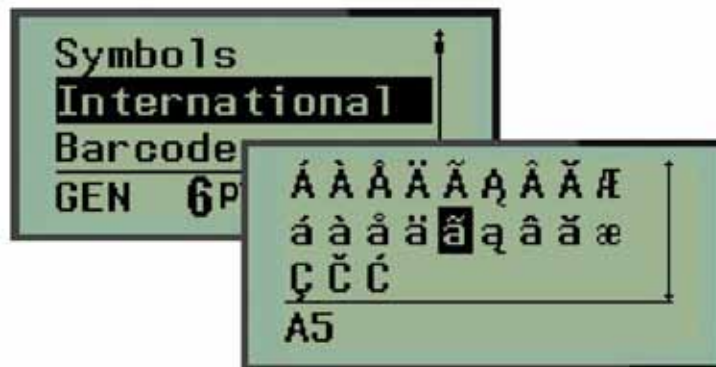 Symbols
International
Barcode
GEN 6P
Á À Å Ä Ã Ą Â Ă Æ
á à å ä ã ą â ă æ
Ç Č Ć
A5